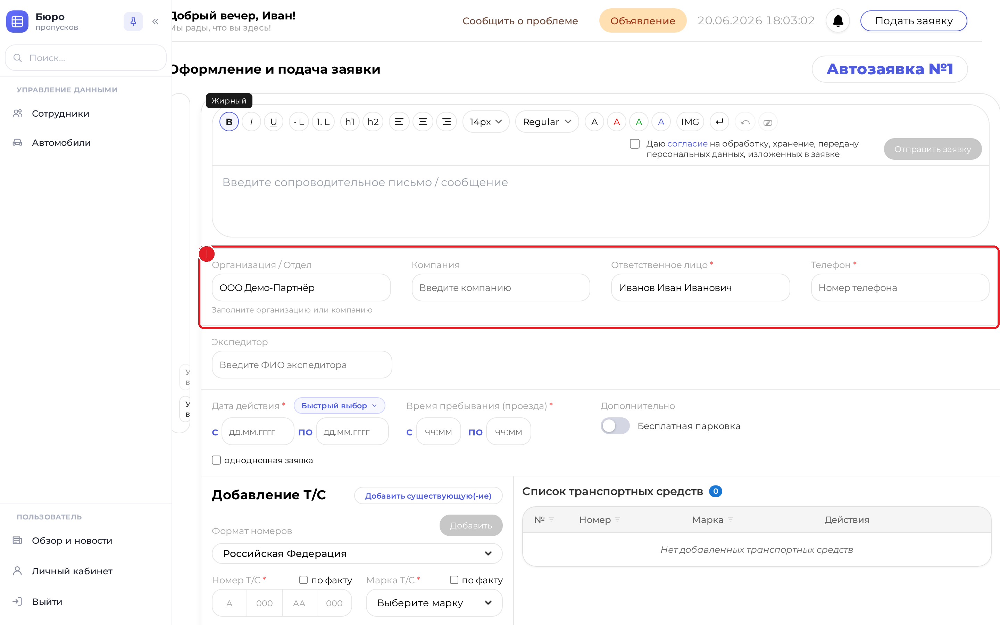 Бюро
пропусков
Поиск...
УПРАВЛЕНИЕ ДАННЫМИ
Сотрудники
Автомобили
ПОЛЬЗОВАТЕЛЬ
Обзор и новости
Личный кабинет
Выйти
Добрый вечер, Иван!
Мы рады, что вы здесь!
Сообщить о проблеме
Объявление
20.06.2026 18:03:02
Подать заявку
Оформление и подача заявки
Автозаявка №1
Жирный
B I U · L 1. L h1 h2 14px Regular A A A A IMG
Даю согласие на обработку, хранение, передачу
персональных данных, изложенных в заявке
Отправить заявку
Введите сопроводительное письмо / сообщение
1
Организация / Отдел
Компания
Ответственное лицо *
Телефон *
ООО Демо-Партнёр
Введите компанию
Иванов Иван Иванович
Номер телефона
Заполните организацию или компанию
Экспедитор
Введите ФИО экспедитора
У
в
У
в
Дата действия *
Быстрый выбор
Время пребывания (проезда) *
Дополнительно
с дд.мм.гггг по дд.мм.гггг
с чч:мм по чч:мм
Бесплатная парковка
однодневная заявка
Добавление Т/С
Добавить существующую(-ие)
Добавить
Формат номеров
Российская Федерация
Номер Т/С *
по факту
Марка Т/С *
по факту
А 000 АА 000
Выберите марку
Список транспортных средств 0
№ Номер Марка Действия
Нет добавленных транспортных средств